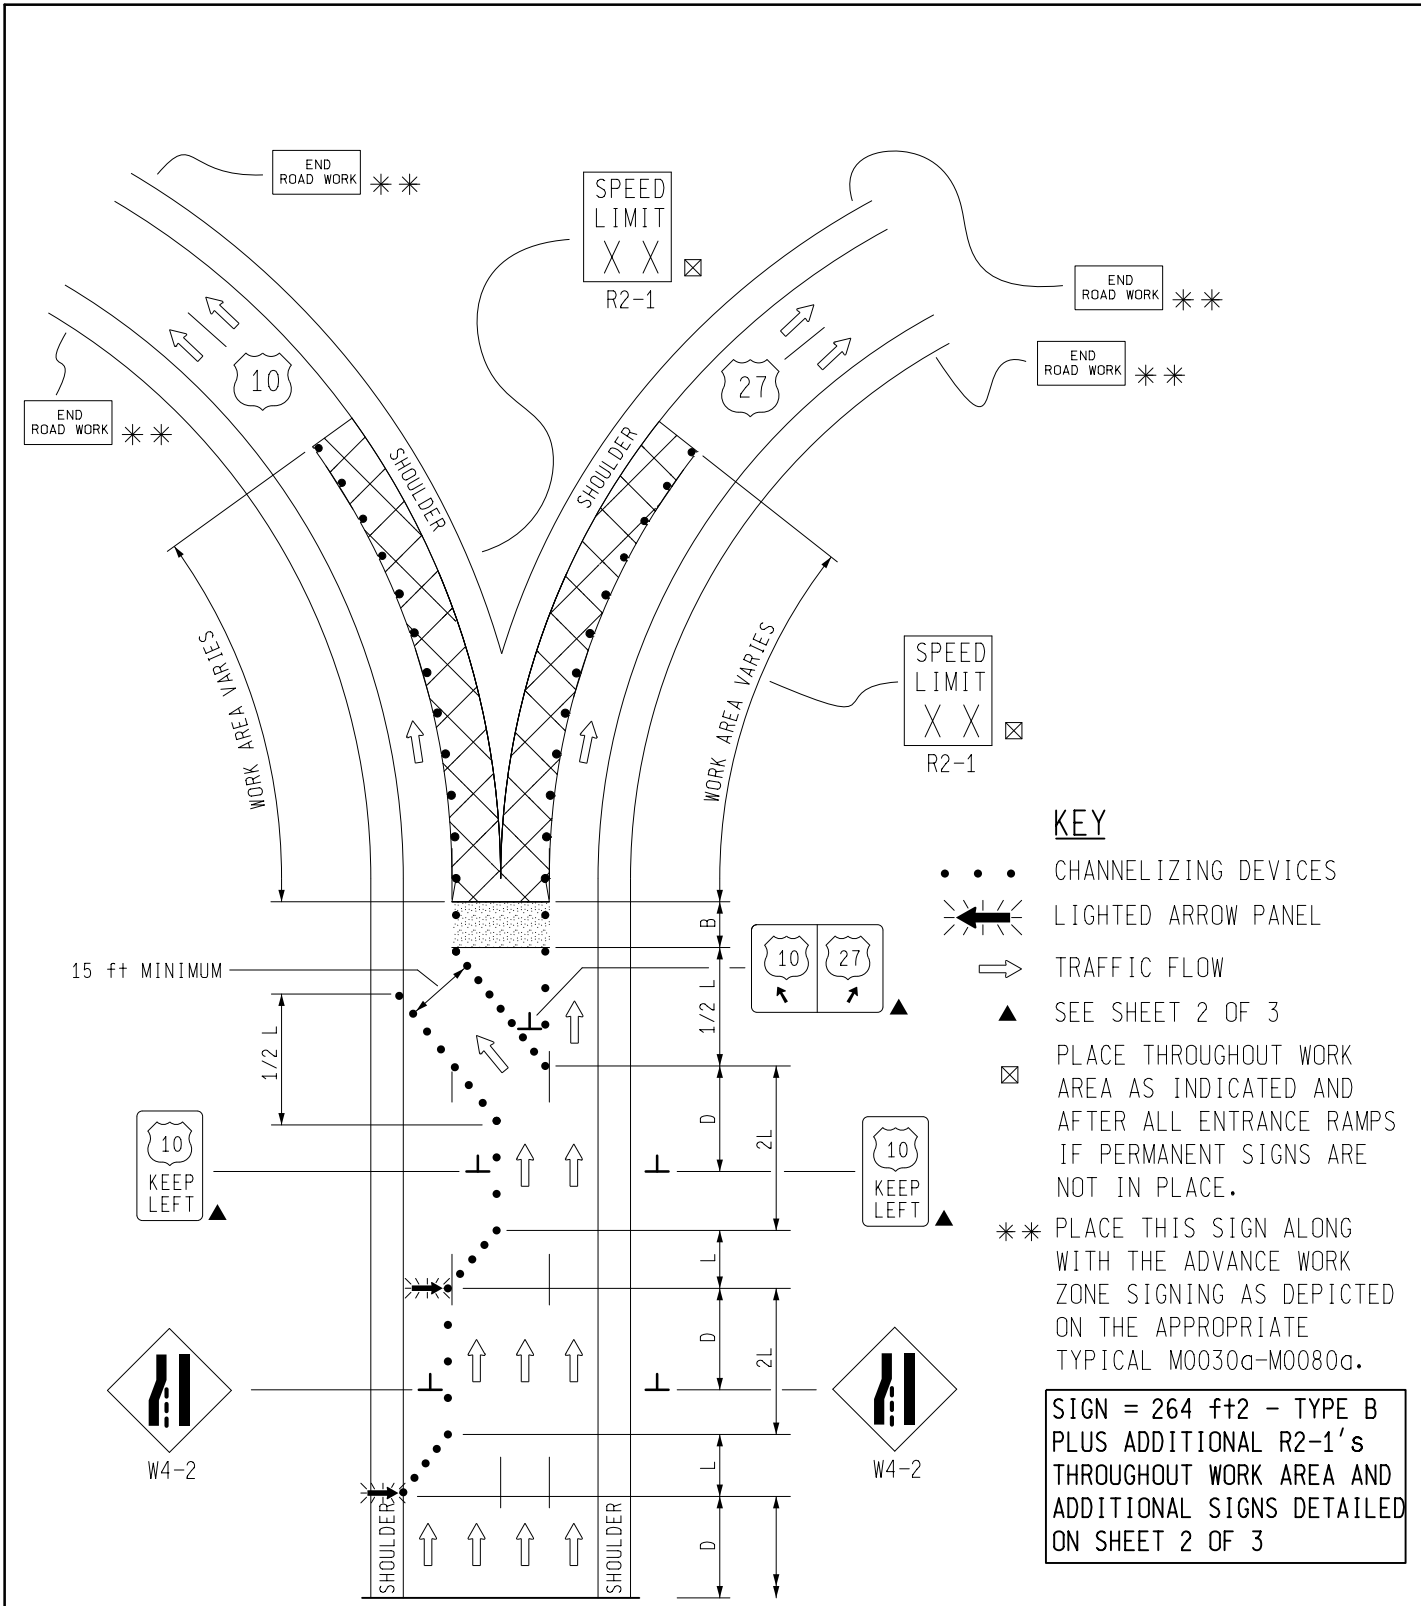 END
ROAD WORK
**
SPEED
LIMIT
X X
R2-1
END
ROAD WORK
**
END
ROAD WORK
**
END
ROAD WORK
**
10
27
SHOULDER
SHOULDER
WORK AREA VARIES
WORK AREA VARIES
SPEED
LIMIT
X X
R2-1
KEY
CHANNELIZING DEVICES
LIGHTED ARROW PANEL
TRAFFIC FLOW
SEE SHEET 2 OF 3
PLACE THROUGHOUT WORK
AREA AS INDICATED AND
AFTER ALL ENTRANCE RAMPS
IF PERMANENT SIGNS ARE
NOT IN PLACE.
** PLACE THIS SIGN ALONG
WITH THE ADVANCE WORK
ZONE SIGNING AS DEPICTED
ON THE APPROPRIATE
TYPICAL M0030a-M0080a.
SIGN = 264 ft2 - TYPE B
PLUS ADDITIONAL R2-1's
THROUGHOUT WORK AREA AND
ADDITIONAL SIGNS DETAILED
ON SHEET 2 OF 3
B
10
27
15 ft MINIMUM
1/2 L
1/2 L
D
2L
10
KEEP
LEFT
10
KEEP
LEFT
L
D
2L
W4-2
W4-2
L
SHOULDER
SHOULDER
D